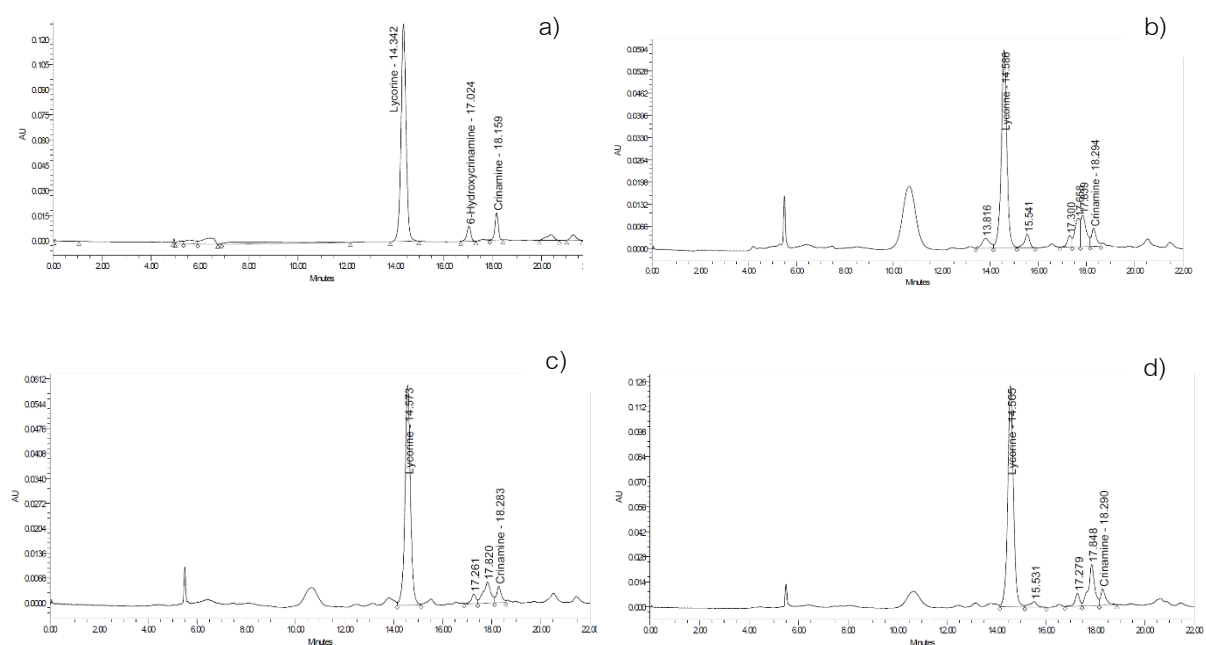 a)
AU
0.120
0.105
0.090
0.075
0.060
0.045
0.030
0.015
0.000
Lycorine - 14.342
6-Hydroxycrinamine - 17.024
Crinamine - 18.159
0.00 2.00 4.00 6.00 8.00 10.00 12.00 14.00 16.00 18.00 20.00
Minutes
b)
AU
0.0594
0.0528
0.0462
0.0396
0.0330
0.0264
0.0198
0.0132
0.0066
0.0000
13.816
Lycorine - 14.588
15.541
17.300
17.658
Crinamine - 18.294
0.00 2.00 4.00 6.00 8.00 10.00 12.00 14.00 16.00 18.00 20.00 22.00
Minutes
c)
AU
0.0612
0.0544
0.0476
0.0408
0.0340
0.0272
0.0204
0.0136
0.0068
0.0000
Lycorine - 14.573
17.261
17.820
Crinamine - 18.283
0.00 2.00 4.00 6.00 8.00 10.00 12.00 14.00 16.00 18.00 20.00 22.00
Minutes
d)
AU
0.126
0.112
0.098
0.084
0.070
0.056
0.042
0.028
0.014
0.000
Lycorine - 14.565
15.531
17.279
17.848
Crinamine - 18.290
0.00 2.00 4.00 6.00 8.00 10.00 12.00 14.00 16.00 18.00 20.00 22.00
Minutes